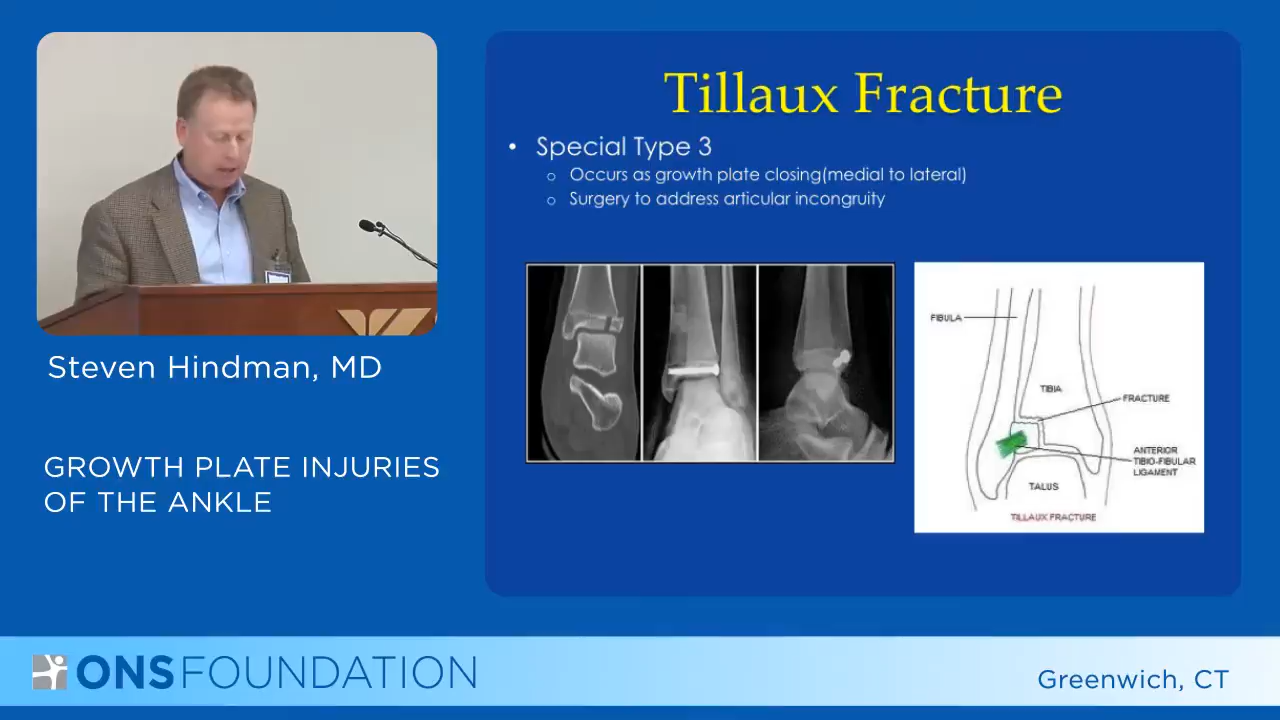 Tillaux Fracture
• Special Type 3
o Occurs as growth plate closing(medial to lateral)
o Surgery to address articular incongruity
FIBULA
TIBIA
FRACTURE
ANTERIOR
TIBIO-FIBULAR
LIGAMENT
TALUS
TILLAUX FRACTURE
Steven Hindman, MD
GROWTH PLATE INJURIES
OF THE ANKLE
ONS FOUNDATION
Greenwich, CT